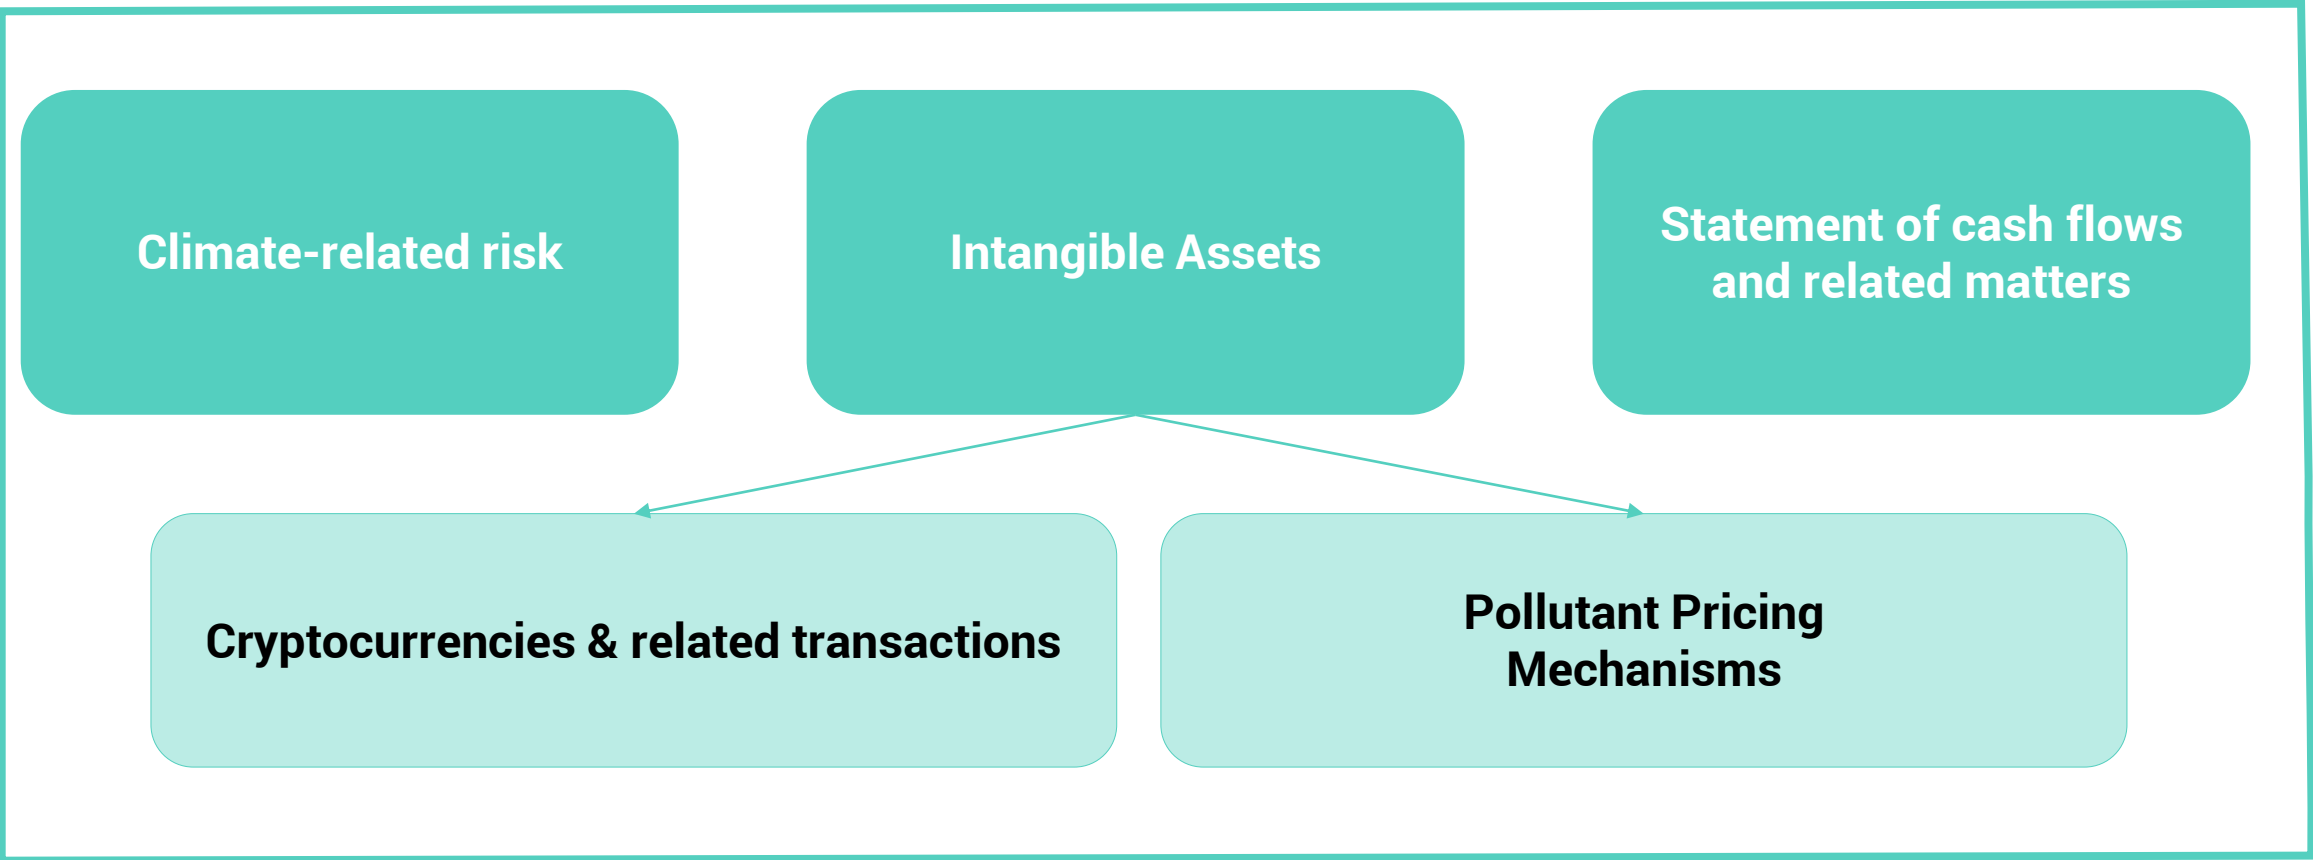 Climate-related risk
Intangible Assets
Statement of cash flows
and related matters
Cryptocurrencies & related transactions
Pollutant Pricing
Mechanisms